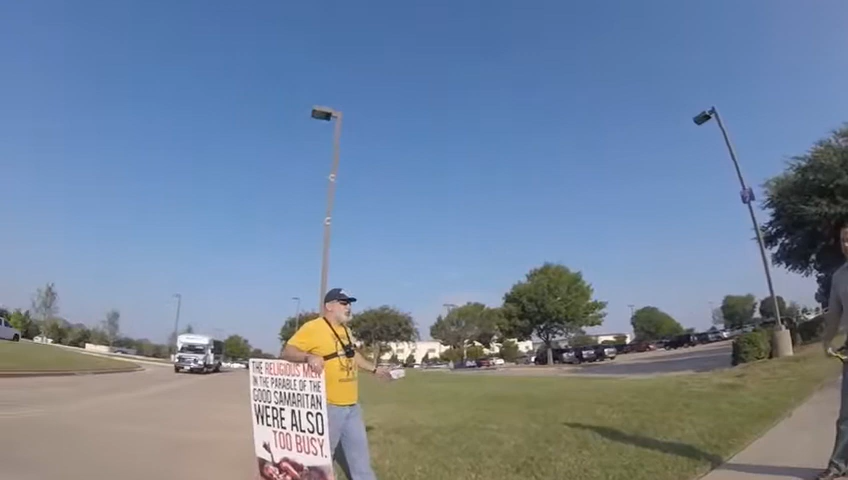 THE RELIGIOUS MEN
IN THE PARABLE OF THE
GOOD SAMARITAN
WERE ALSO
TOO BUSY.